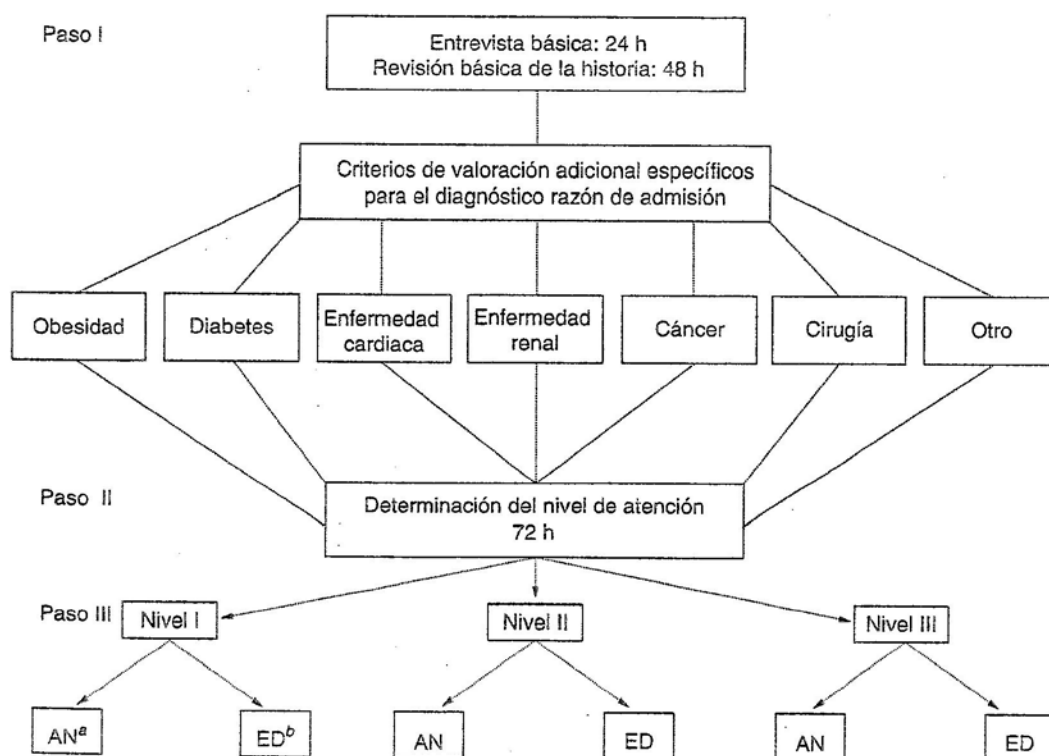 Paso I
Entrevista básica: 24 h
Revisión básica de la historia: 48 h
Criterios de valoración adicional específicos
para el diagnóstico razón de admisión
Obesidad
Diabetes
Enfermedad
cardiaca
Enfermedad
renal
Cáncer
Cirugía
Otro
Paso II
Determinación del nivel de atención
72 h
Paso III
Nivel I
Nivel II
Nivel III
ANa
EDb
AN
ED
AN
ED